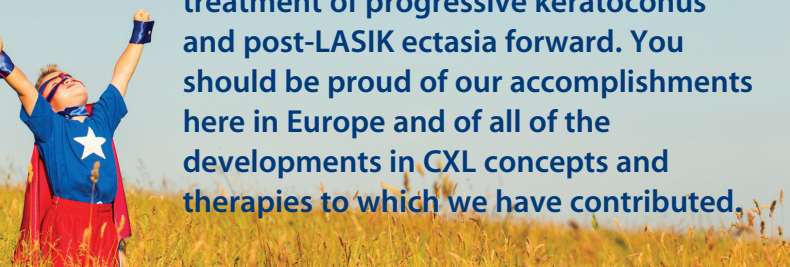 treatment of progressive keratoconus
and post-LASIK ectasia forward. You
should be proud of our accomplishments
here in Europe and of all of the
developments in CXL concepts and
therapies to which we have contributed.